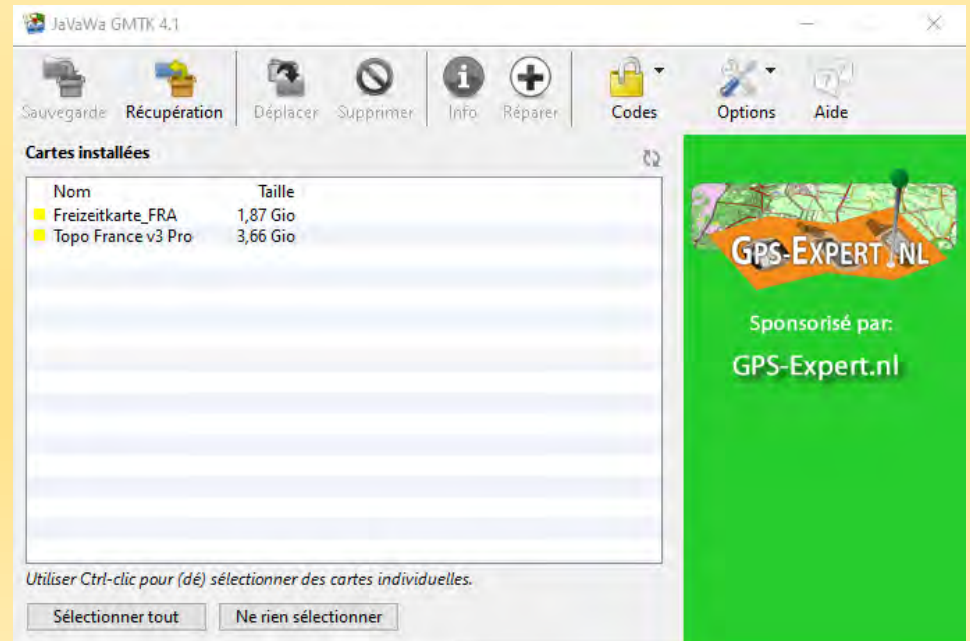 JaVaWa GMTK 4.1
Sauvegarde Récupération Déplacer Supprimer Info Réparer Codes Options Aide
Cartes installées
Nom Taille
Freizeitkarte_FRA 1,87 Gio
Topo France v3 Pro 3,66 Gio
GPS-EXPERT.NL
Sponsorisé par:
GPS-Expert.nl
Utiliser Ctrl-clic pour (dé) sélectionner des cartes individuelles.
Sélectionner tout Ne rien sélectionner